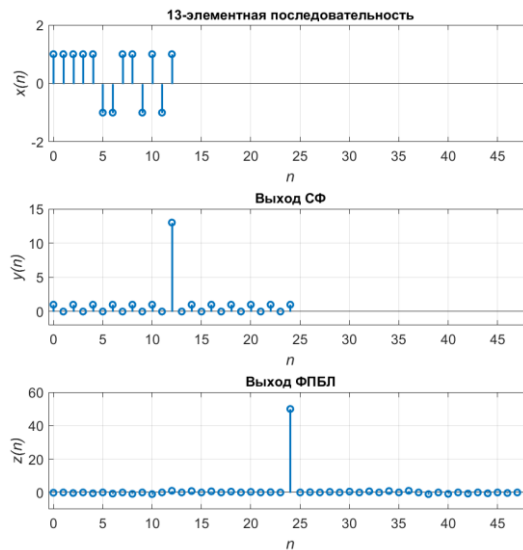 13-элементная последовательность
2
0
-2
x(n)
0 5 10 15 20 25 30 35 40 45
n
Выход СФ
15
10
5
0
y(n)
0 5 10 15 20 25 30 35 40 45
n
Выход ФПБЛ
60
40
20
0
z(n)
0 5 10 15 20 25 30 35 40 45
n